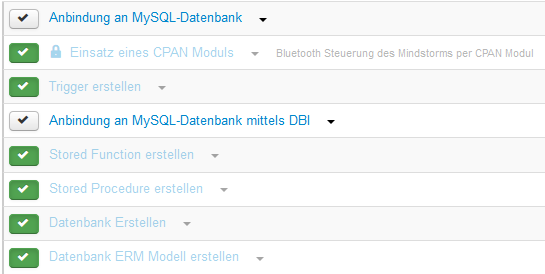 Anbindung an MySQL-Datenbank
Einsatz eines CPAN Moduls Bluetooth Steuerung des Mindstorms per CPAN Modul
Trigger erstellen
Anbindung an MySQL-Datenbank mittels DBI
Stored Function erstellen
Stored Procedure erstellen
Datenbank Erstellen
Datenbank ERM Modell erstellen